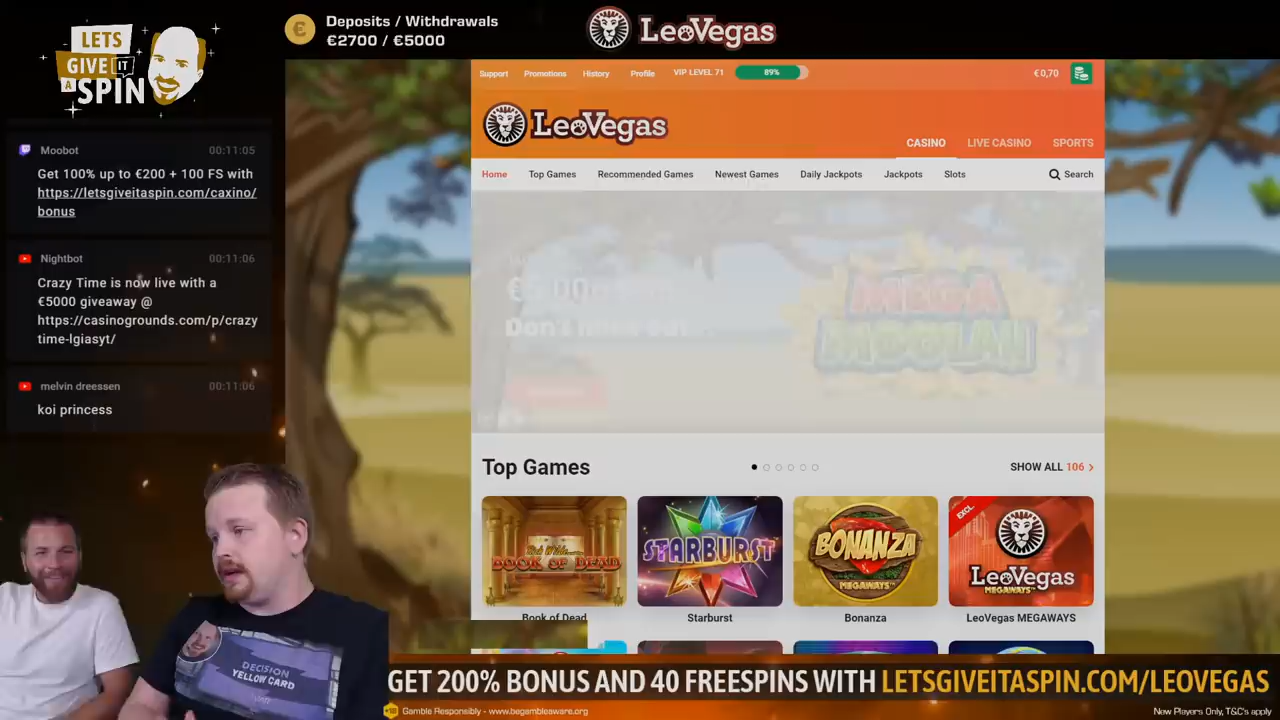 LETS
GIVE IT
A SPIN
Deposits / Withdrawals
€2700 / €5000
LeoVegas
Moobot 00:11:05
Get 100% up to €200 + 100 FS with
https://letsgiveitaspin.com/caxino/
bonus
Nightbot 00:11:06
Crazy Time is now live with a
€5000 giveaway @
https://casinogrounds.com/p/crazy
time-lgiasyt/
melvin dreessen 00:11:06
koi princess
Support Promotions History Profile VIP LEVEL 71 89% €0,70
LeoVegas
CASINO LIVE CASINO SPORTS
Home Top Games Recommended Games Newest Games Daily Jackpots Jackpots Slots Search
MEGA
MOOLAH
Top Games
SHOW ALL 106 >
Rich Wilde
BOOK OF DEAD
STARBURST
BONANZA
MEGAWAYS
EXCL.
LeoVegas
MEGAWAYS
Book of Dead
Starburst
Bonanza
LeoVegas MEGAWAYS
DECISION
YELLOW CARD
GET 200% BONUS AND 40 FREESPINS WITH LETSGIVEITASPIN.COM/LEOVEGAS
Gamble Responsibly - www.begambleaware.org
New Players Only, T&C's apply